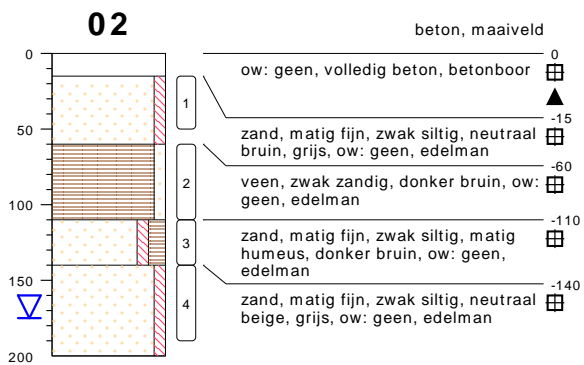 02
beton, maaiveld
0
50
100
150
200
1
2
3
4
0
ow: geen, volledig beton, betonboor
-15
zand, matig fijn, zwak siltig, neutraal
bruin, grijs, ow: geen, edelman
-60
veen, zwak zandig, donker bruin, ow:
geen, edelman
-110
zand, matig fijn, zwak siltig, matig
humeus, donker bruin, ow: geen,
edelman
-140
zand, matig fijn, zwak siltig, neutraal
beige, grijs, ow: geen, edelman